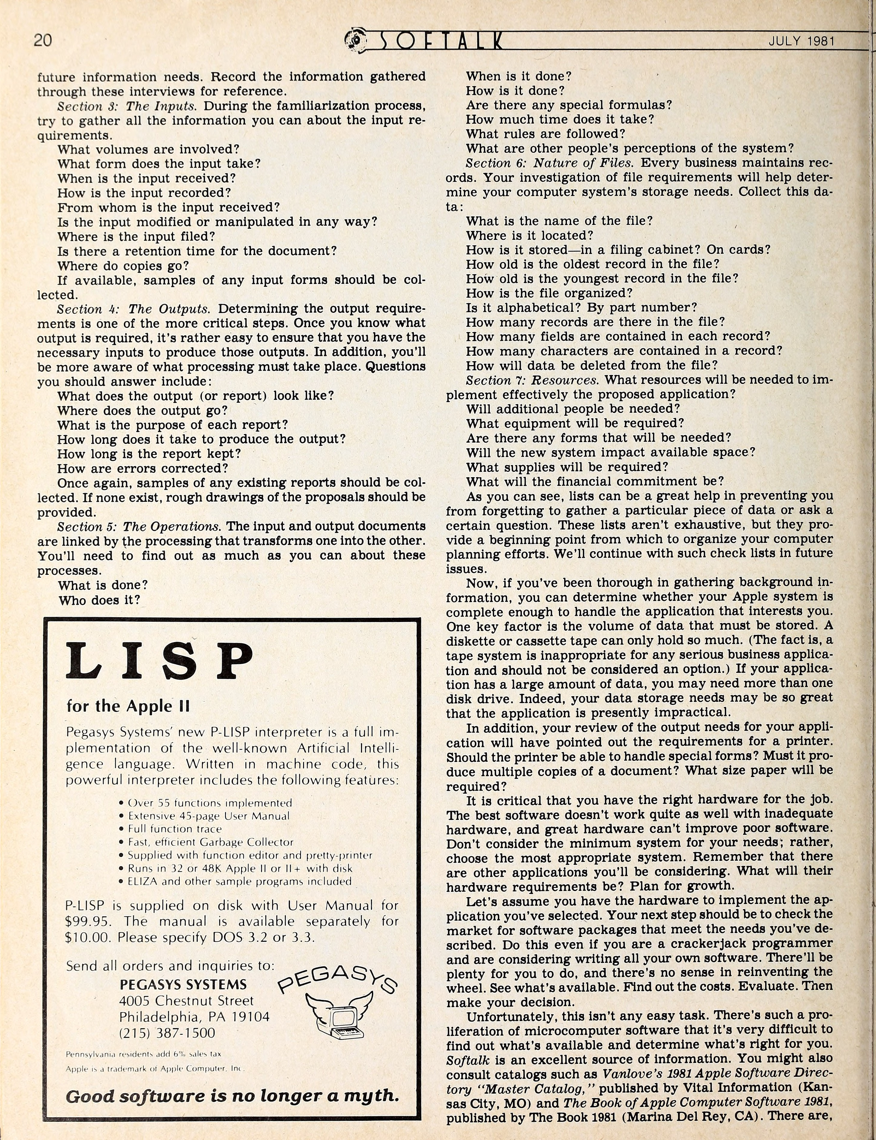 20
SOFTALK
JULY 1981
future information needs. Record the information gathered
through these interviews for reference.
Section 3: The Inputs. During the familiarization process,
try to gather all the information you can about the input re-
quirements.
What volumes are involved?
What form does the input take?
When is the input received?
How is the input recorded?
From whom is the input received?
Is the input modified or manipulated in any way?
Where is the input filed?
Is there a retention time for the document?
Where do copies go?
If available, samples of any input forms should be col-
lected.
Section 4: The Outputs. Determining the output require-
ments is one of the more critical steps. Once you know what
output is required, it's rather easy to ensure that you have the
necessary inputs to produce those outputs. In addition, you'll
be more aware of what processing must take place. Questions
you should answer include:
What does the output (or report) look like?
Where does the output go?
What is the purpose of each report?
How long does it take to produce the output?
How long is the report kept?
How are errors corrected?
Once again, samples of any existing reports should be col-
lected. If none exist, rough drawings of the proposals should be
provided.
Section 5: The Operations. The input and output documents
are linked by the processing that transforms one into the other.
You'll need to find out as much as you can about these
processes.
What is done?
Who does it?
LISP
for the Apple II
Pegasys Systems' new P-LISP interpreter is a full im-
plementation of the well-known Artificial Intelli-
gence language. Written in machine code, this
powerful interpreter includes the following features:
• Over 55 functions implemented
• Extensive 45-page User Manual
• Full function trace
• Fast, efficient Garbage Collector
• Supplied with function editor and pretty-printer
• Runs in 32 or 48K Apple II or II+ with disk
• ELIZA and other sample programs included
P-LISP is supplied on disk with User Manual for
$99.95. The manual is available separately for
$10.00. Please specify DOS 3.2 or 3.3.
Send all orders and inquiries to:
PEGASYS SYSTEMS
4005 Chestnut Street
Philadelphia, PA 19104
(215) 387-1500
PEGASYS
Pennsylvania residents add 6% sales tax
Apple is a trademark of Apple Computer, Inc.
Good software is no longer a myth.
When is it done?
How is it done?
Are there any special formulas?
How much time does it take?
What rules are followed?
What are other people's perceptions of the system?
Section 6: Nature of Files. Every business maintains rec-
ords. Your investigation of file requirements will help deter-
mine your computer system's storage needs. Collect this da-
ta:
What is the name of the file?
Where is it located?
How is it stored—in a filing cabinet? On cards?
How old is the oldest record in the file?
How old is the youngest record in the file?
How is the file organized?
Is it alphabetical? By part number?
How many records are there in the file?
How many fields are contained in each record?
How many characters are contained in a record?
How will data be deleted from the file?
Section 7: Resources. What resources will be needed to im-
plement effectively the proposed application?
Will additional people be needed?
What equipment will be required?
Are there any forms that will be needed?
Will the new system impact available space?
What supplies will be required?
What will the financial commitment be?
As you can see, lists can be a great help in preventing you
from forgetting to gather a particular piece of data or ask a
certain question. These lists aren't exhaustive, but they pro-
vide a beginning point from which to organize your computer
planning efforts. We'll continue with such check lists in future
issues.
Now, if you've been thorough in gathering background in-
formation, you can determine whether your Apple system is
complete enough to handle the application that interests you.
One key factor is the volume of data that must be stored. A
diskette or cassette tape can only hold so much. (The fact is, a
tape system is inappropriate for any serious business applica-
tion and should not be considered an option.) If your applica-
tion has a large amount of data, you may need more than one
disk drive. Indeed, your data storage needs may be so great
that the application is presently impractical.
In addition, your review of the output needs for your appli-
cation will have pointed out the requirements for a printer.
Should the printer be able to handle special forms? Must it pro-
duce multiple copies of a document? What size paper will be
required?
It is critical that you have the right hardware for the job.
The best software doesn't work quite as well with inadequate
hardware, and great hardware can't improve poor software.
Don't consider the minimum system for your needs; rather,
choose the most appropriate system. Remember that there
are other applications you'll be considering. What will their
hardware requirements be? Plan for growth.
Let's assume you have the hardware to implement the ap-
plication you've selected. Your next step should be to check the
market for software packages that meet the needs you've de-
scribed. Do this even if you are a crackerjack programmer
and are considering writing all your own software. There'll be
plenty for you to do, and there's no sense in reinventing the
wheel. See what's available. Find out the costs. Evaluate. Then
make your decision.
Unfortunately, this isn't any easy task. There's such a pro-
liferation of microcomputer software that it's very difficult to
find out what's available and determine what's right for you.
Softalk is an excellent source of information. You might also
consult catalogs such as Vanlove's 1981 Apple Software Direc-
tory "Master Catalog," published by Vital Information (Kan-
sas City, MO) and The Book of Apple Computer Software 1981,
published by The Book 1981 (Marina Del Rey, CA). There are,